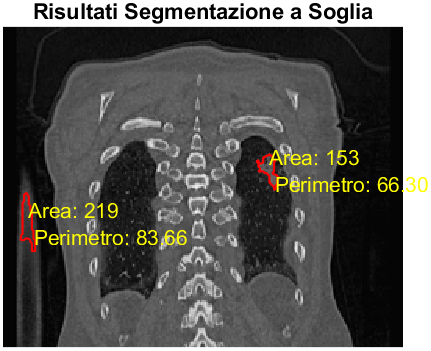 Risultati Segmentazione a Soglia
Area: 153
Perimetro: 66.30
Area: 219
Perimetro: 83.66